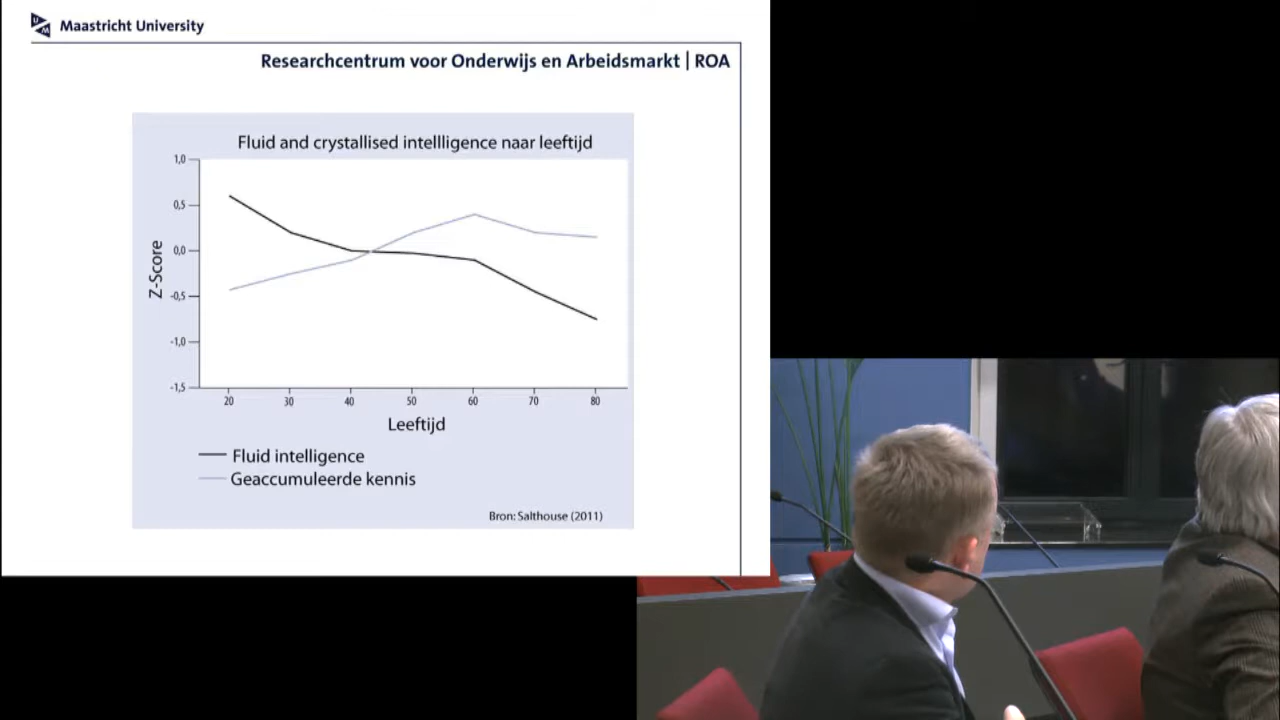 Maastricht University
Researchcentrum voor Onderwijs en Arbeidsmarkt | ROA
Fluid and crystallised intellligence naar leeftijd
1,0
0,5
0,0
-0,5
-1,0
-1,5
Z-Score
20 30 40 50 60 70 80
Leeftijd
Fluid intelligence
Geaccumuleerde kennis
Bron: Salthouse (2011)